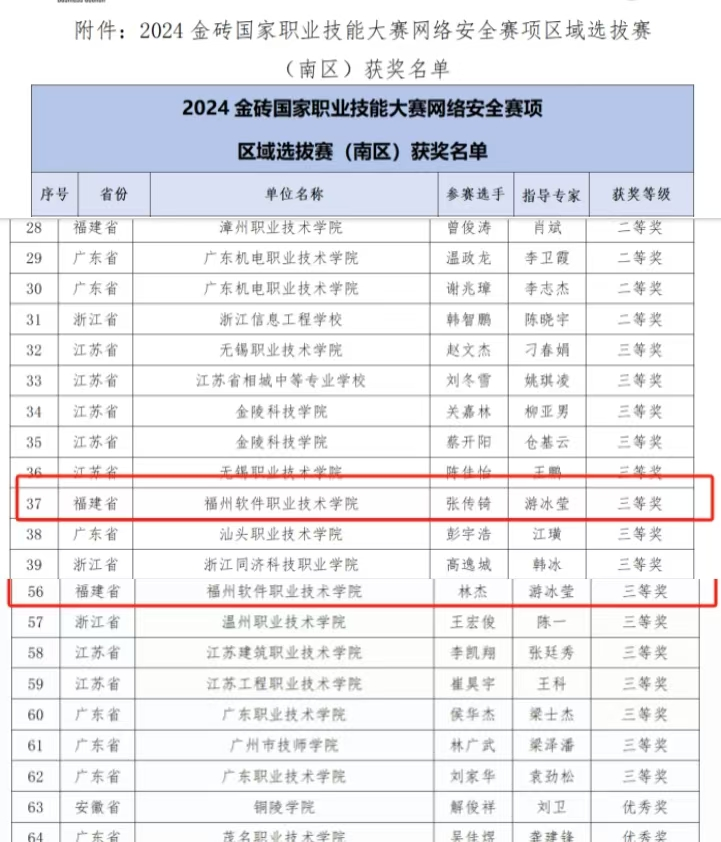 附件：2024 金砖国家职业技能大赛网络安全赛项区域选拔赛
（南区）获奖名单
2024 金砖国家职业技能大赛网络安全赛项
区域选拔赛（南区）获奖名单
序号 省份 单位名称 参赛选手 指导专家 获奖等级
28 福建省 漳州职业技术学院 曾俊涛 肖斌 二等奖
29 广东省 广东机电职业技术学院 温政龙 李卫霞 二等奖
30 广东省 广东机电职业技术学院 谢兆璋 李志杰 二等奖
31 浙江省 浙江信息工程学校 韩智鹏 陈晓宇 二等奖
32 江苏省 无锡职业技术学院 赵文杰 刁春娟 三等奖
33 江苏省 江苏省相城中等专业学校 刘冬雪 姚琪凌 三等奖
34 江苏省 金陵科技学院 关嘉林 柳亚男 三等奖
35 江苏省 金陵科技学院 蔡开阳 仓基云 三等奖
36 江苏省 无锡职业技术学院 陈佳怡 王鹏 三等奖
37 福建省 福州软件职业技术学院 张传锜 游冰莹 三等奖
38 广东省 汕头职业技术学院 彭宇浩 江璜 三等奖
39 浙江省 浙江同济科技职业学院 高逸城 韩冰 三等奖
56 福建省 福州软件职业技术学院 林杰 游冰莹 三等奖
57 浙江省 温州职业技术学院 王宏俊 陈一 三等奖
58 江苏省 江苏建筑职业技术学院 李凯翔 张廷秀 三等奖
59 江苏省 江苏工程职业技术学院 崔昊宇 王科 三等奖
60 广东省 广东职业技术学院 侯华杰 梁士杰 三等奖
61 广东省 广州市技师学院 林广武 梁泽潘 三等奖
62 广东省 广东职业技术学院 刘家华 袁劲松 三等奖
63 安徽省 铜陵学院 解俊祥 刘卫 优秀奖
64 广东省 茂名职业技术学院 吴佳熠 龚建锋 优秀奖